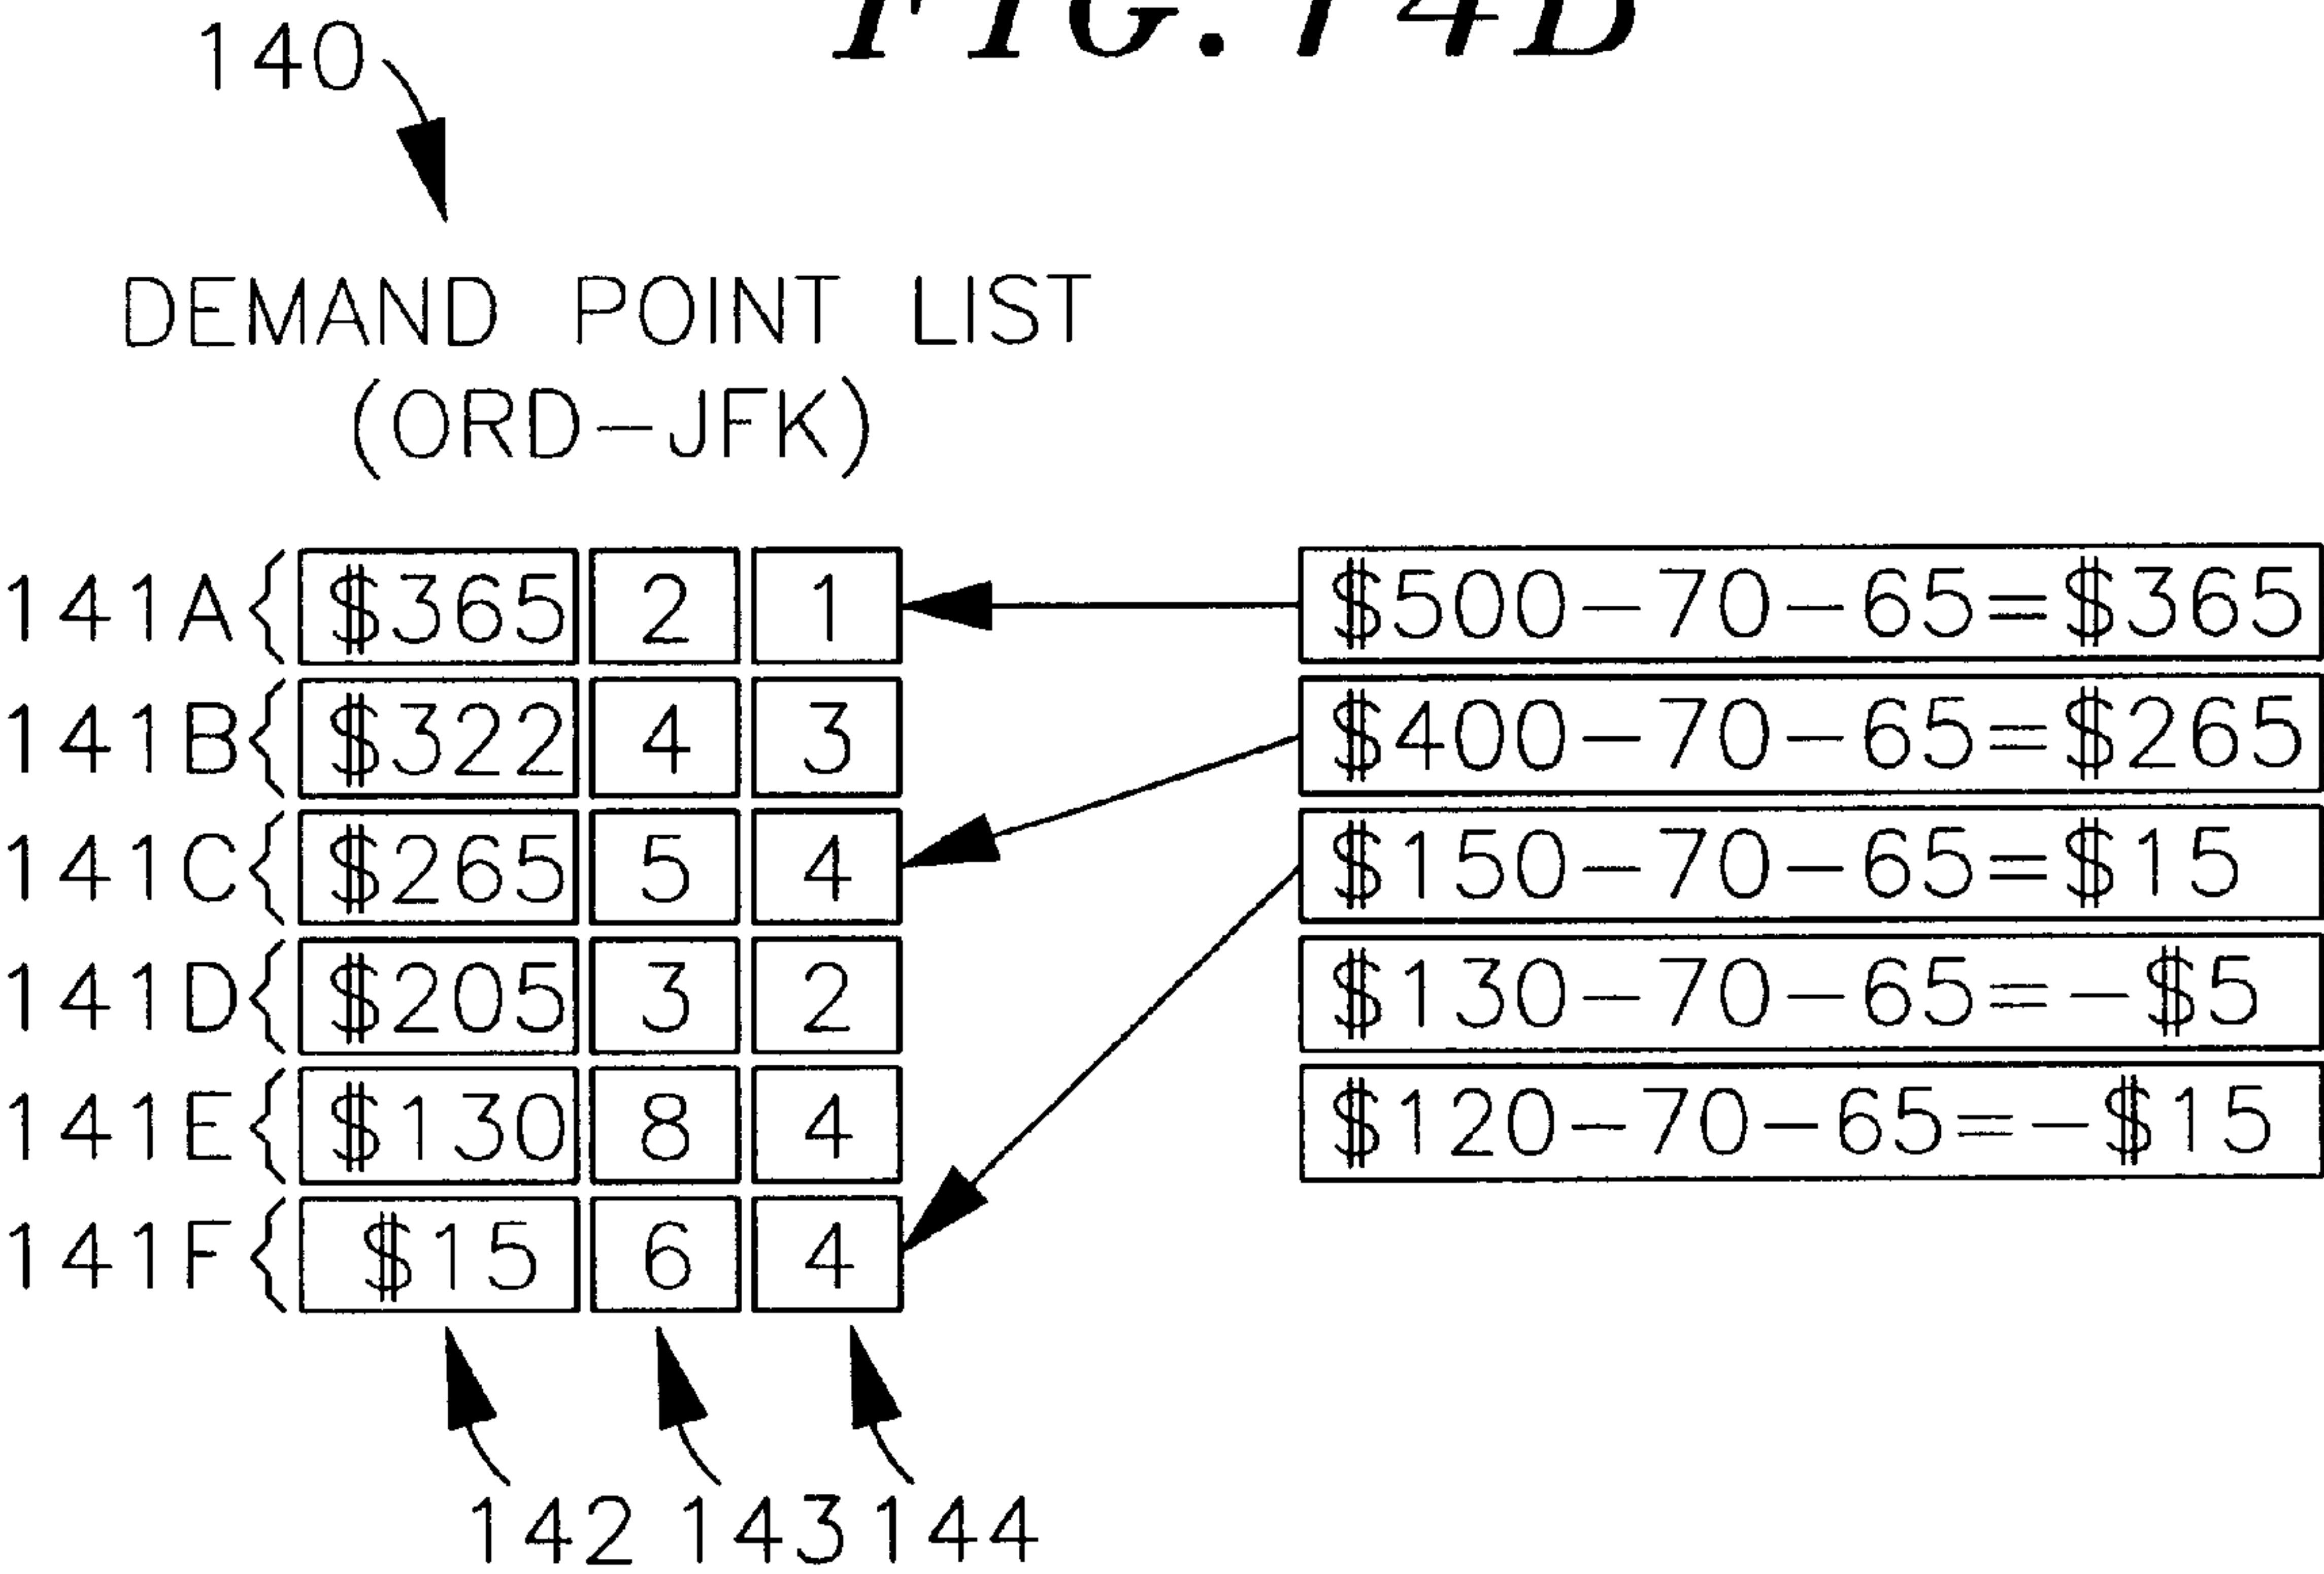 FIG. 14B
140
DEMAND POINT LIST
(ORD-JFK)
141A $365 2 1 $500-70-65=$365
141B $322 4 3 $400-70-65=$265
141C $265 5 4 $150-70-65=$15
141D $205 3 2 $130-70-65=-$5
141E $130 8 4 $120-70-65=-$15
141F $15 6 4
142 143 144